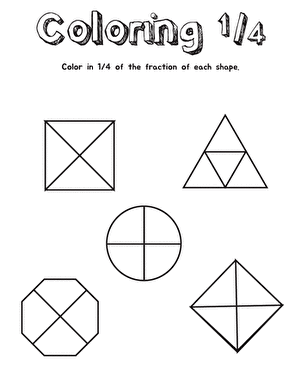 Coloring 1/4
Color in 1/4 of the fraction of each shape.